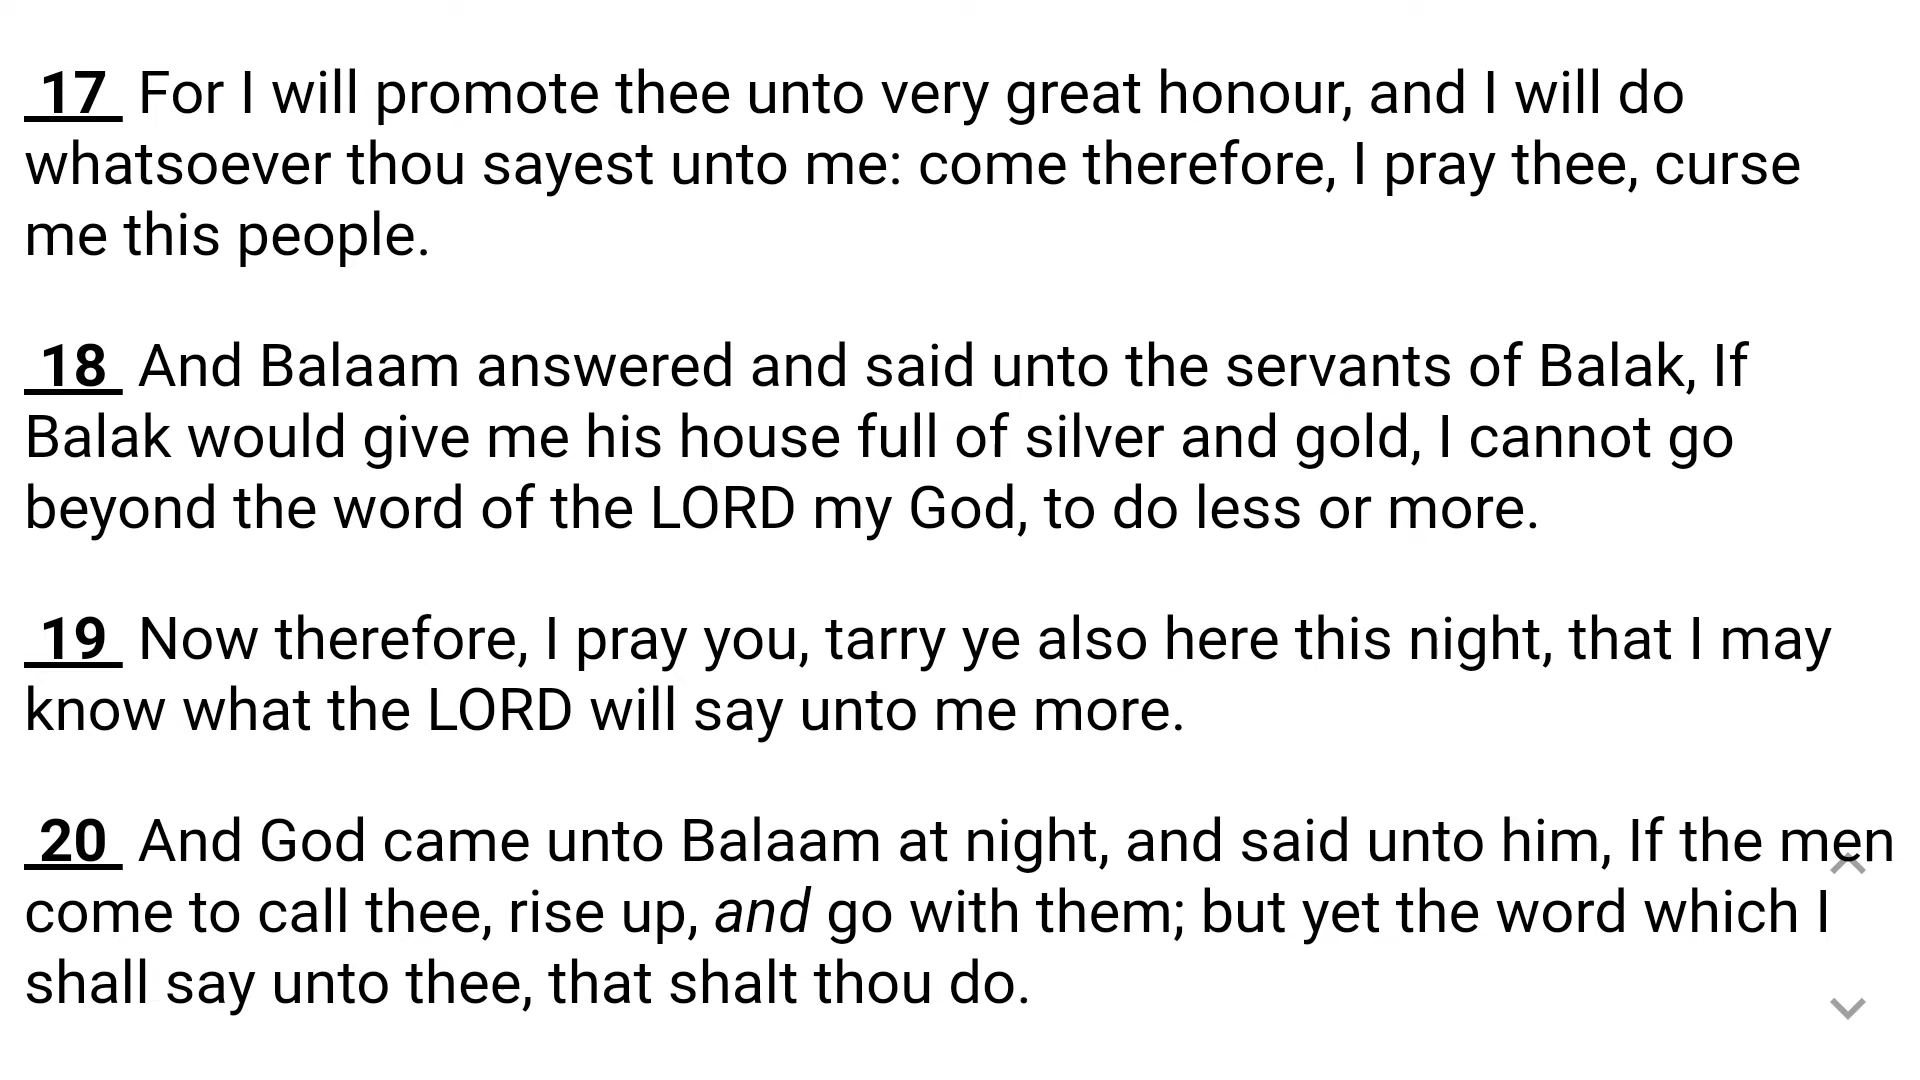 17 For I will promote thee unto very great honour, and I will do
whatsoever thou sayest unto me: come therefore, I pray thee, curse
me this people.
18 And Balaam answered and said unto the servants of Balak, If
Balak would give me his house full of silver and gold, I cannot go
beyond the word of the LORD my God, to do less or more.
19 Now therefore, I pray you, tarry ye also here this night, that I may
know what the LORD will say unto me more.
20 And God came unto Balaam at night, and said unto him, If the men
come to call thee, rise up, and go with them; but yet the word which I
shall say unto thee, that shalt thou do.